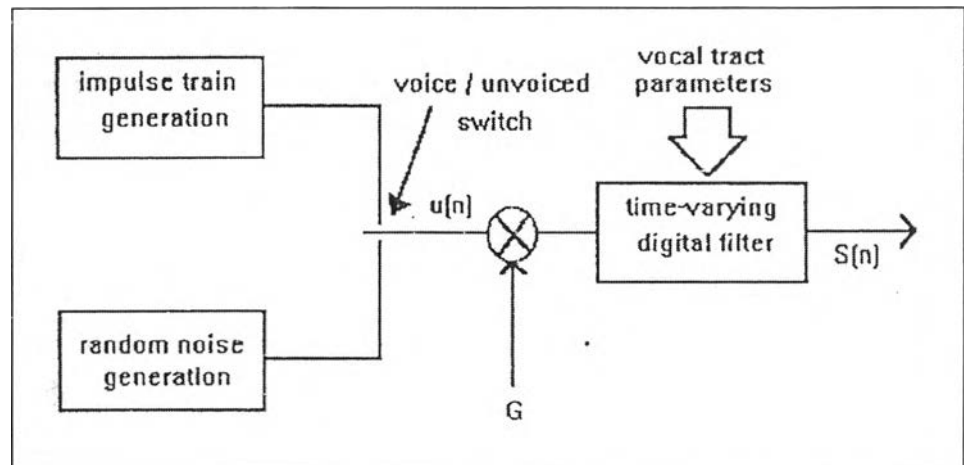 impulse train
generation
voice / unvoiced
switch
vocal tract
parameters
u[n]
time-varying
digital filter
S[n]
random noise
generation
G